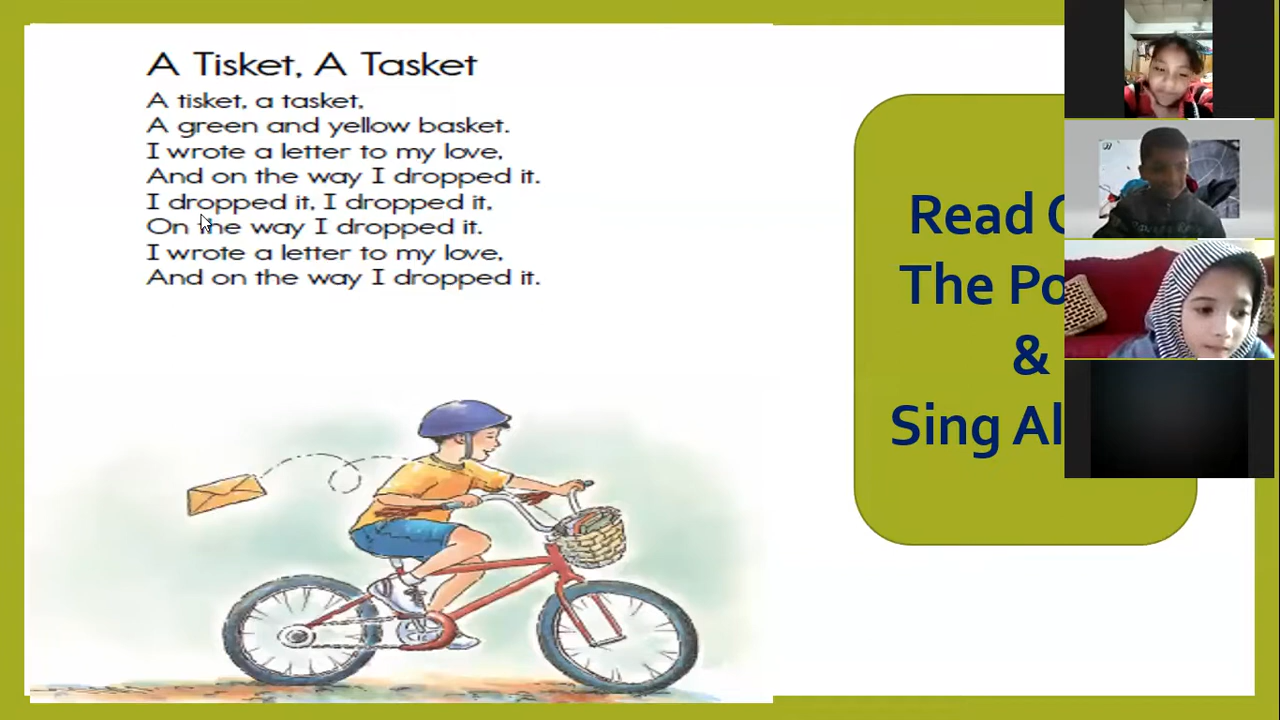 A Tisket, A Tasket
A tisket, a tasket,
A green and yellow basket.
I wrote a letter to my love,
And on the way I dropped it.
I dropped it, I dropped it,
On the way I dropped it.
I wrote a letter to my love,
And on the way I dropped it.
Read
The
&
Sing